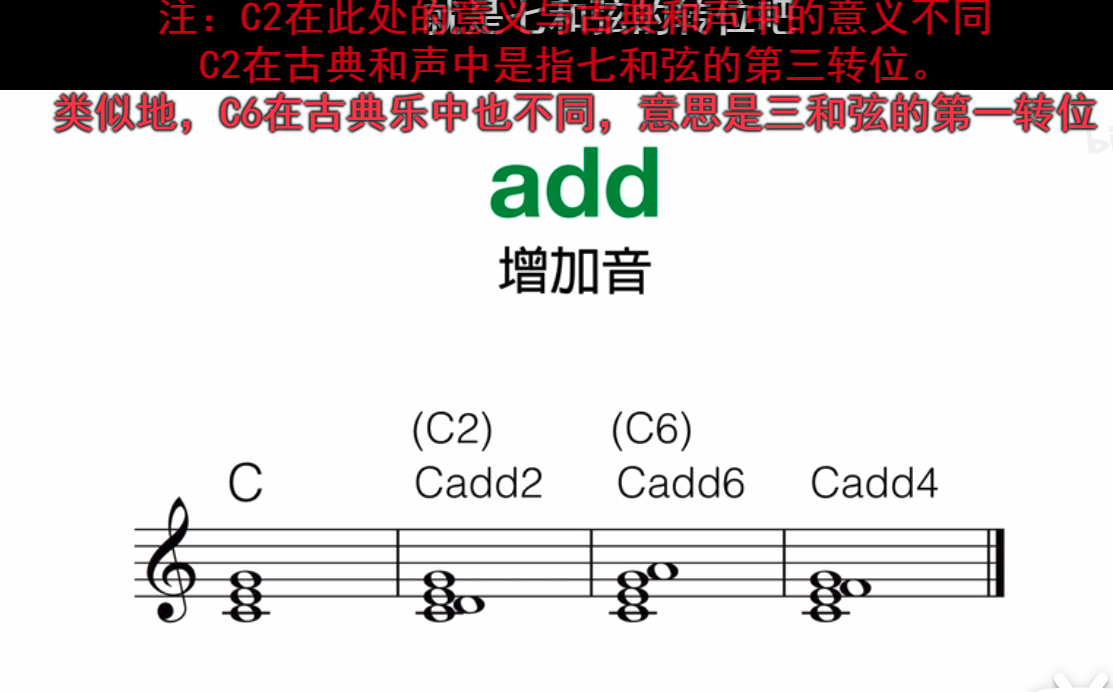 注：C2在此处的意义与古典和声中的意义不同
C2在古典和声中是指七和弦的第三转位。
类似地，C6在古典乐中也不同，意思是三和弦的第一转位
add
增加音
(C2) (C6)
C Cadd2 Cadd6 Cadd4